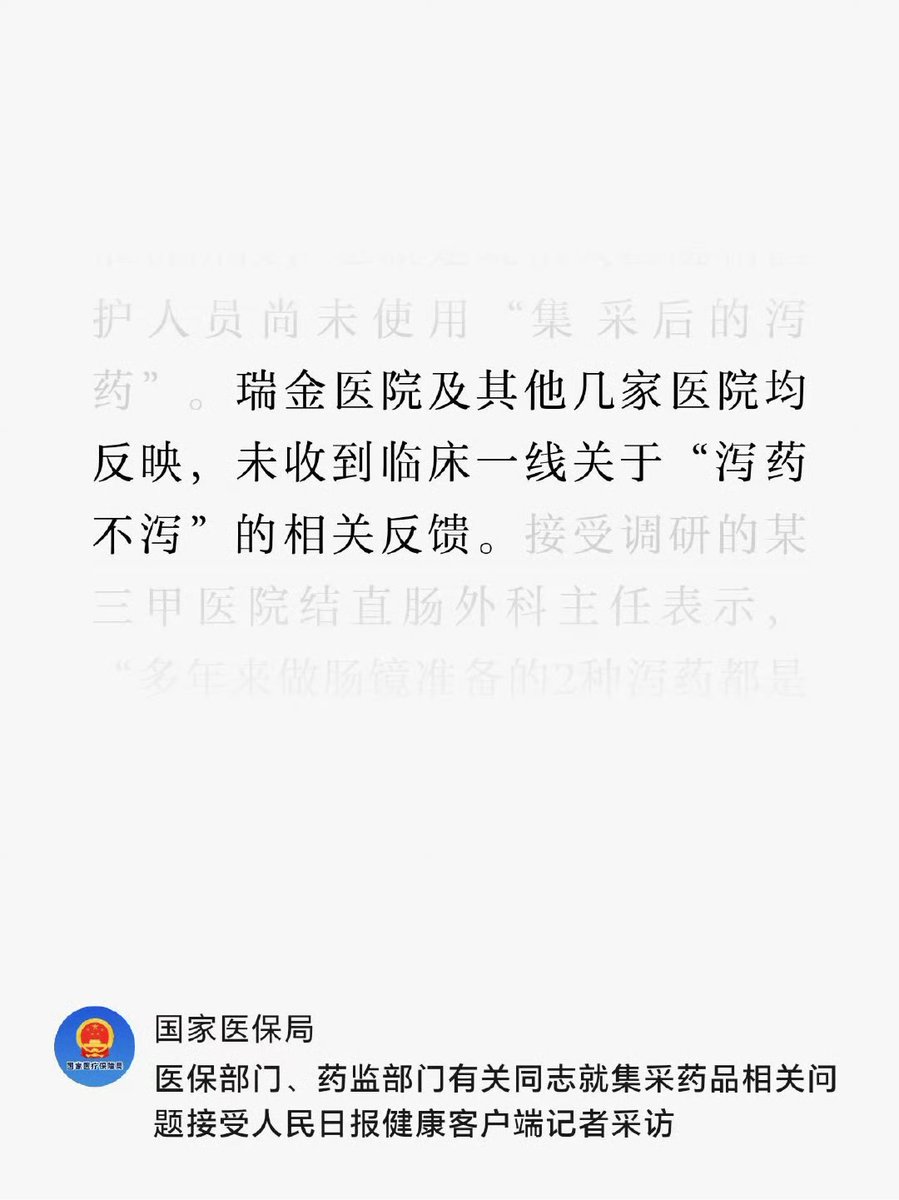 护人员尚未使用“集采后的泻
药”。瑞金医院及其他几家医院均
反映，未收到临床一线关于“泻药
不泻”的相关反馈。接受调研的某
三甲医院结直肠外科主任表示，
“多年来做肠镜准备的2种泻药都是
国家医疗保障局
国家医保局
医保部门、药监部门有关同志就集采药品相关问
题接受人民日报健康客户端记者采访